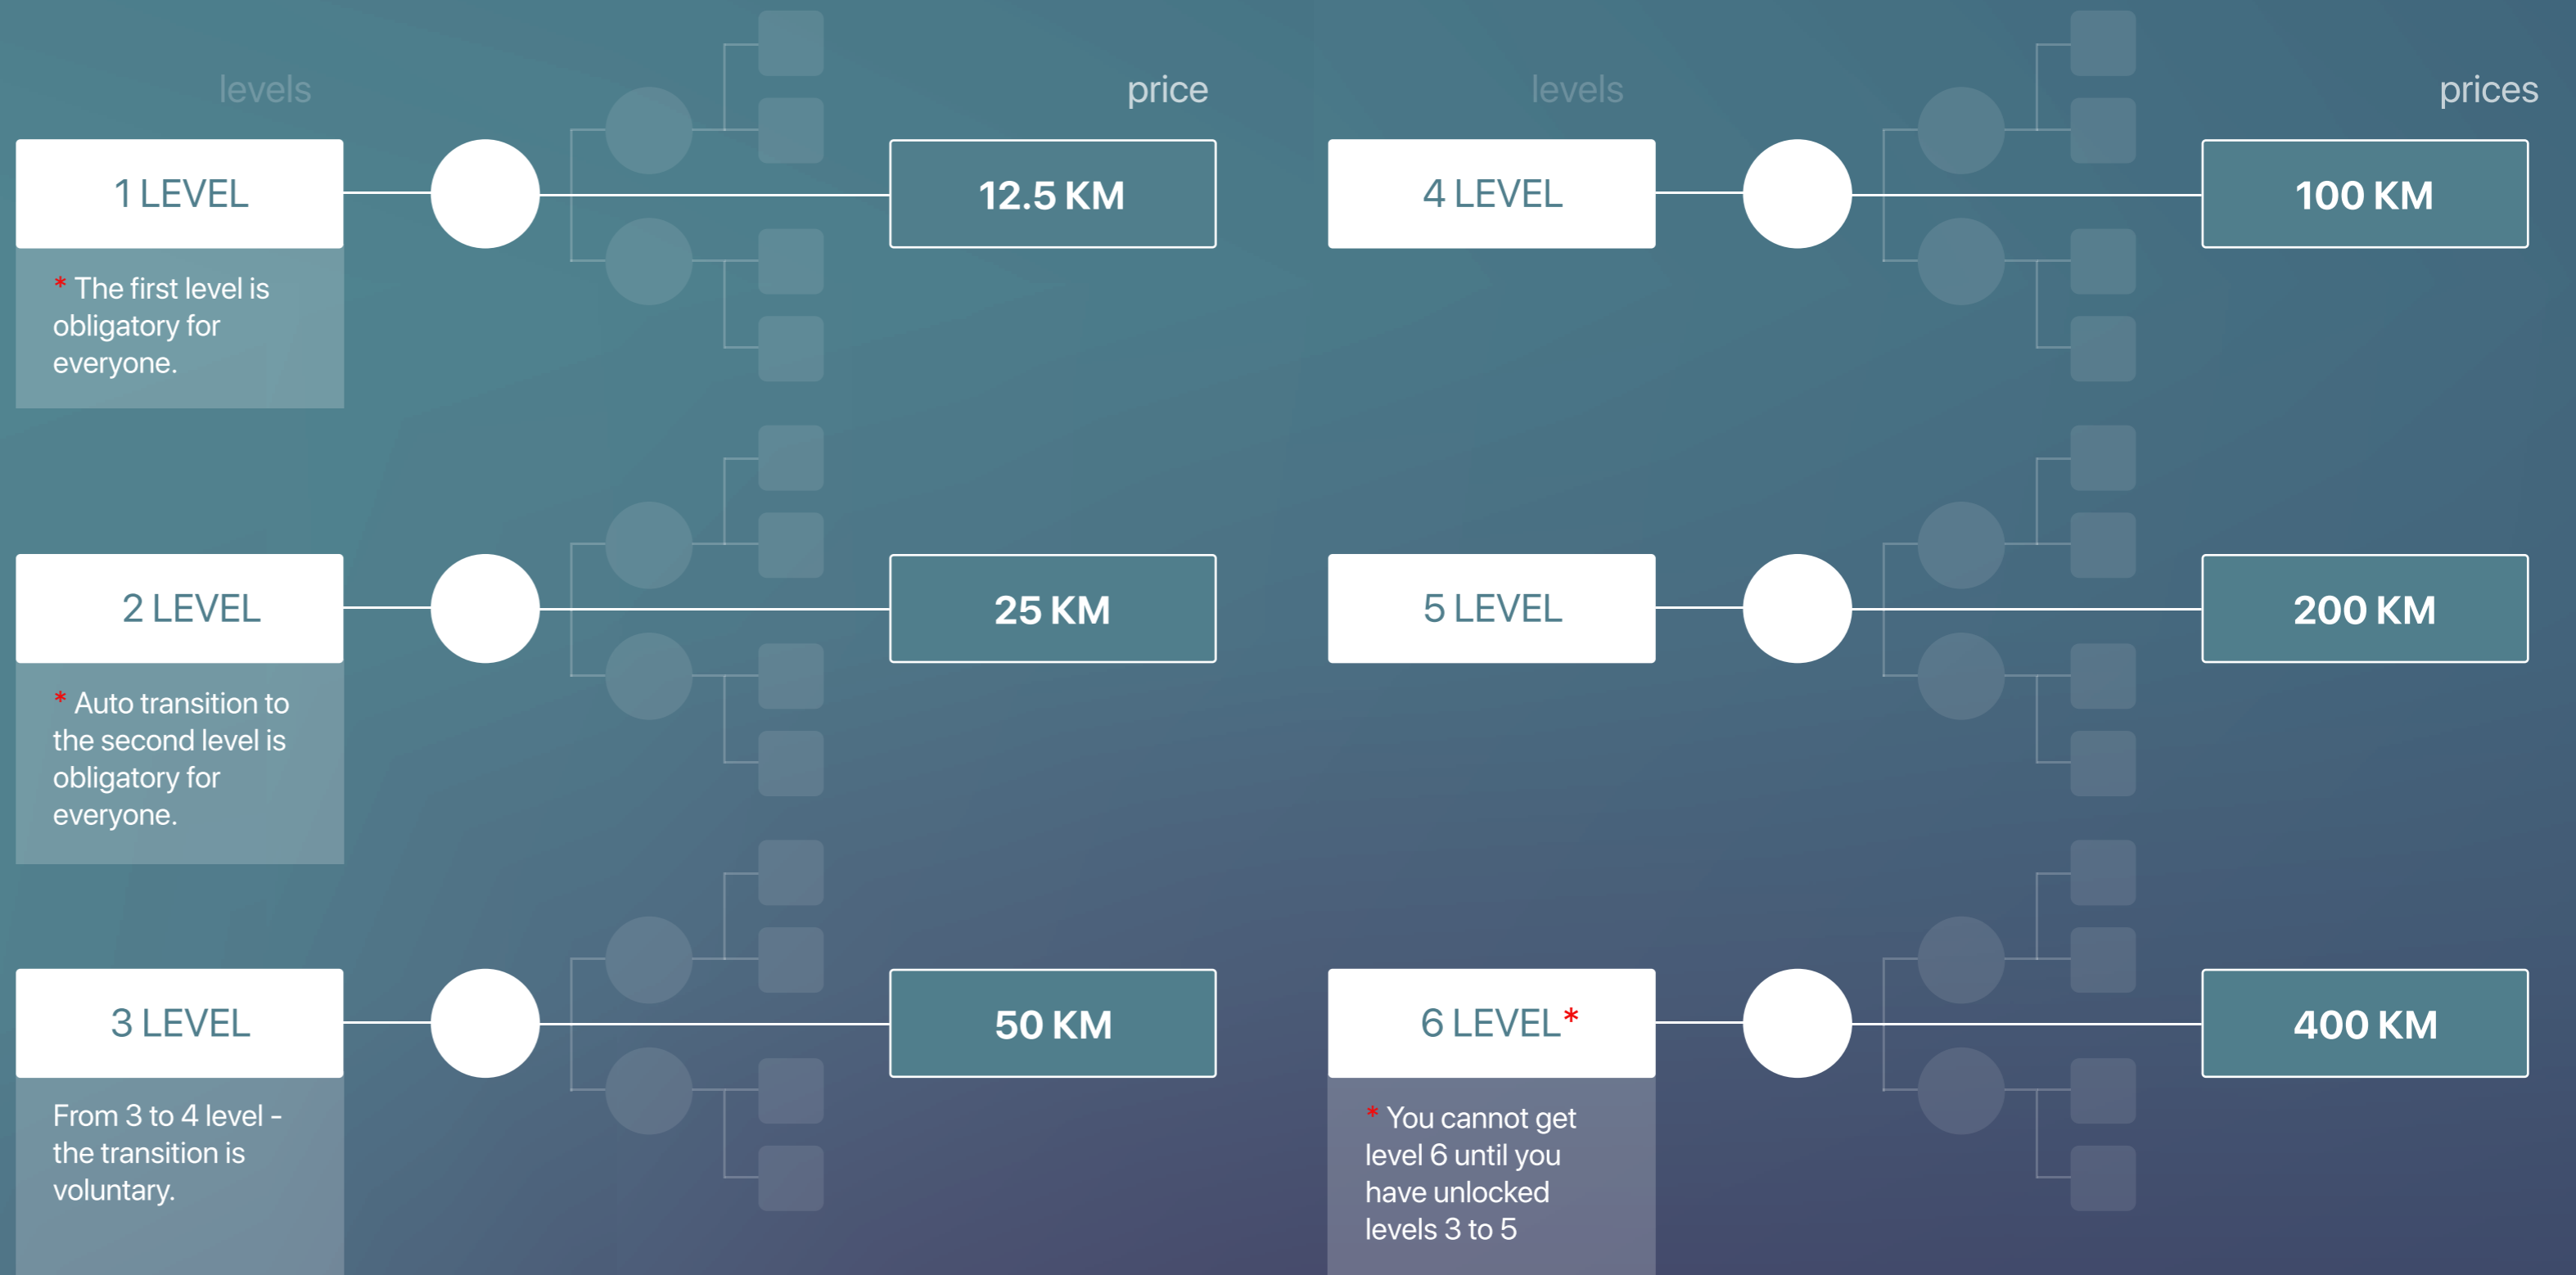 levels
price
1 LEVEL
12.5 KM
* The first level is
obligatory for
everyone.
2 LEVEL
25 KM
* Auto transition to
the second level is
obligatory for
everyone.
3 LEVEL
50 KM
From 3 to 4 level -
the transition is
voluntary.
levels
prices
4 LEVEL
100 KM
5 LEVEL
200 KM
6 LEVEL*
400 KM
* You cannot get
level 6 until you
have unlocked
levels 3 to 5